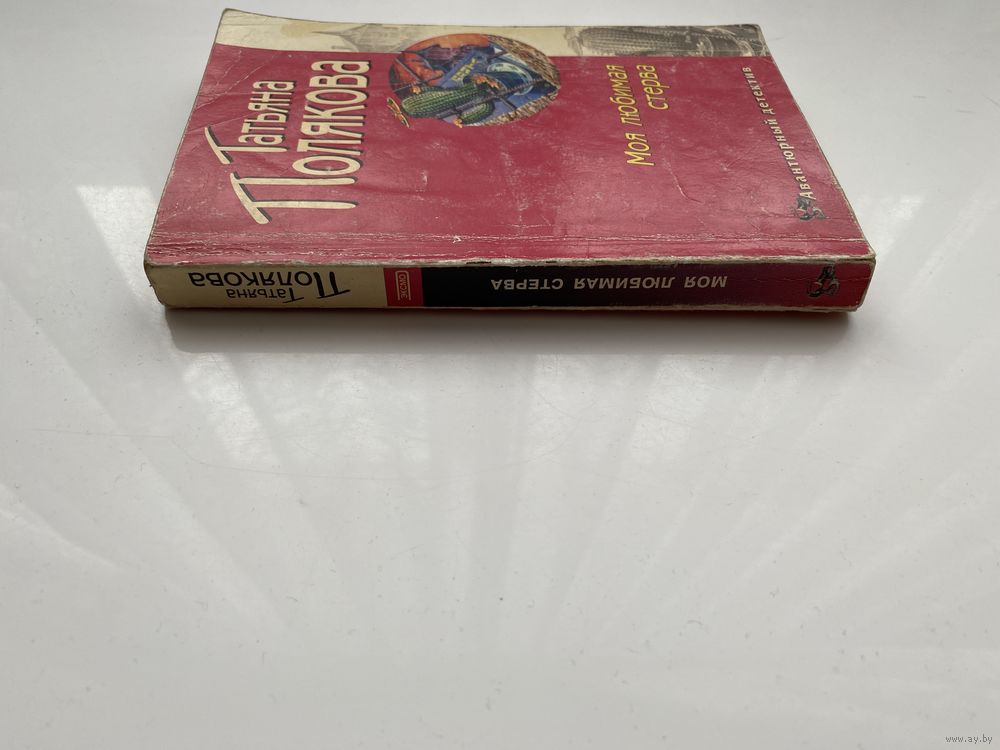 Татьяна
Полякова
Моя любимая
стерва
Авантюрный детектив
Татьяна
Полякова
ЭКСМО
МОЯ ЛЮБИМАЯ СТЕРВА
www.ay.by